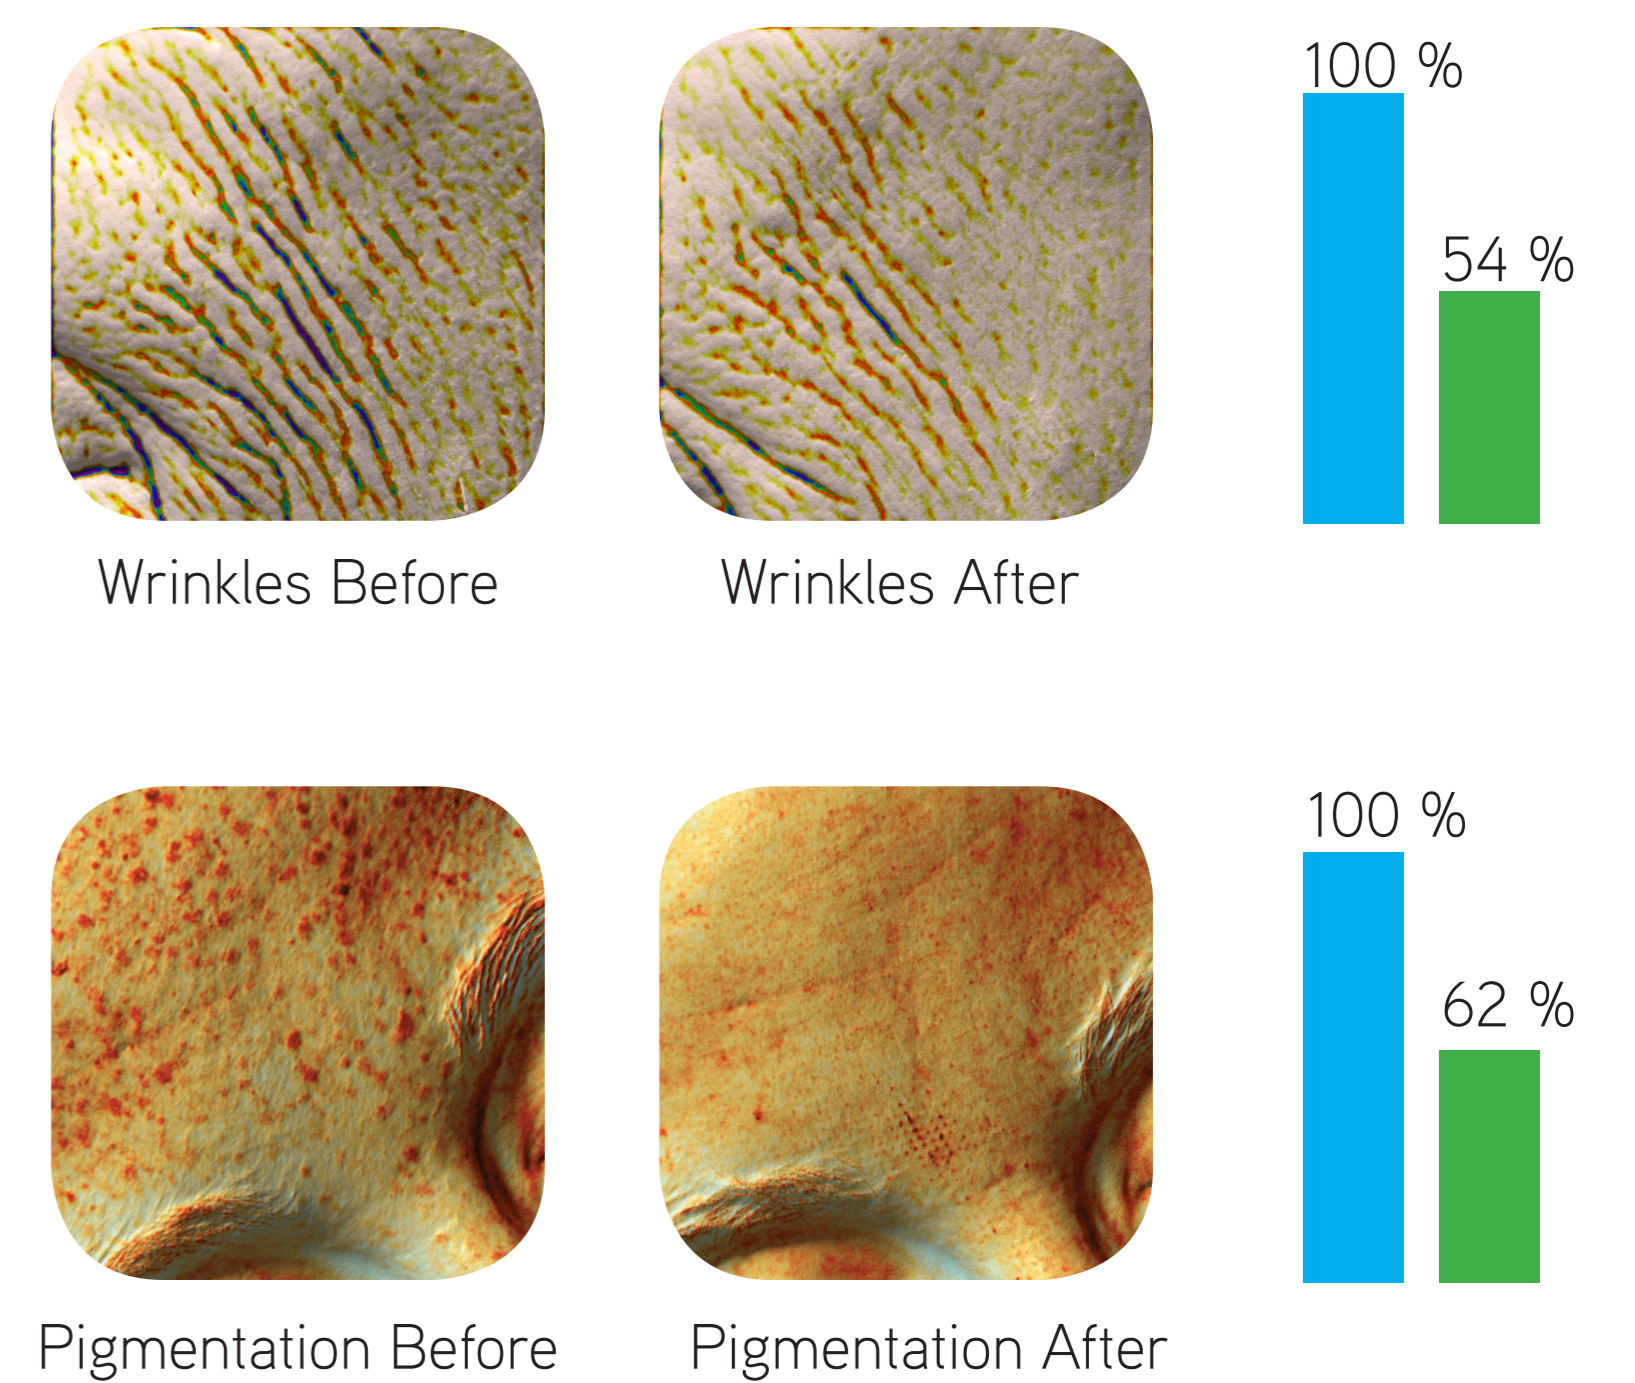 100 %
54 %
Wrinkles Before
Wrinkles After
100 %
62 %
Pigmentation Before
Pigmentation After